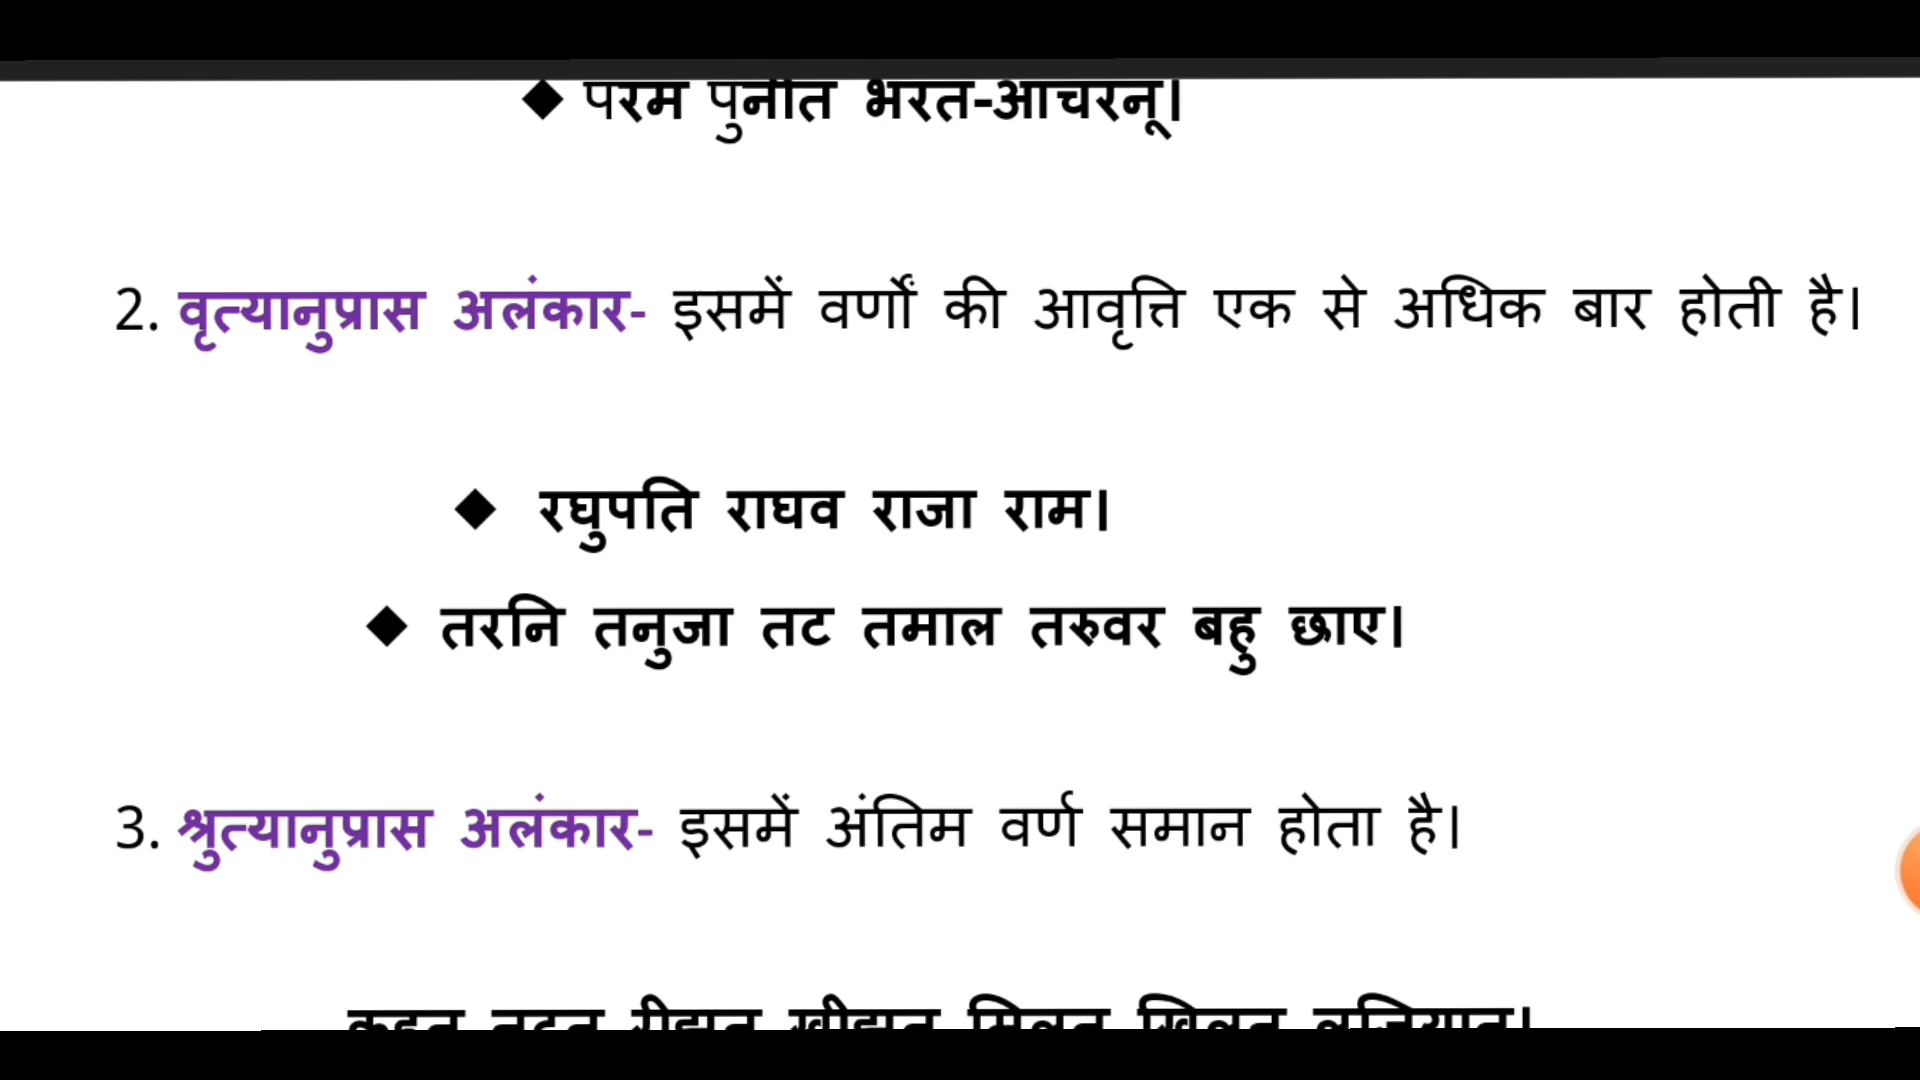 ◆ परम पुनीत भरत-आचरनू।
2. वृत्यानुप्रास अलंकार- इसमें वर्णों की आवृत्ति एक से अधिक बार होती है।
◆ रघुपति राघव राजा राम।
◆ तरनि तनुजा तट तमाल तरुवर बहु छाए।
3. श्रुत्यानुप्रास अलंकार- इसमें अंतिम वर्ण समान होता है।